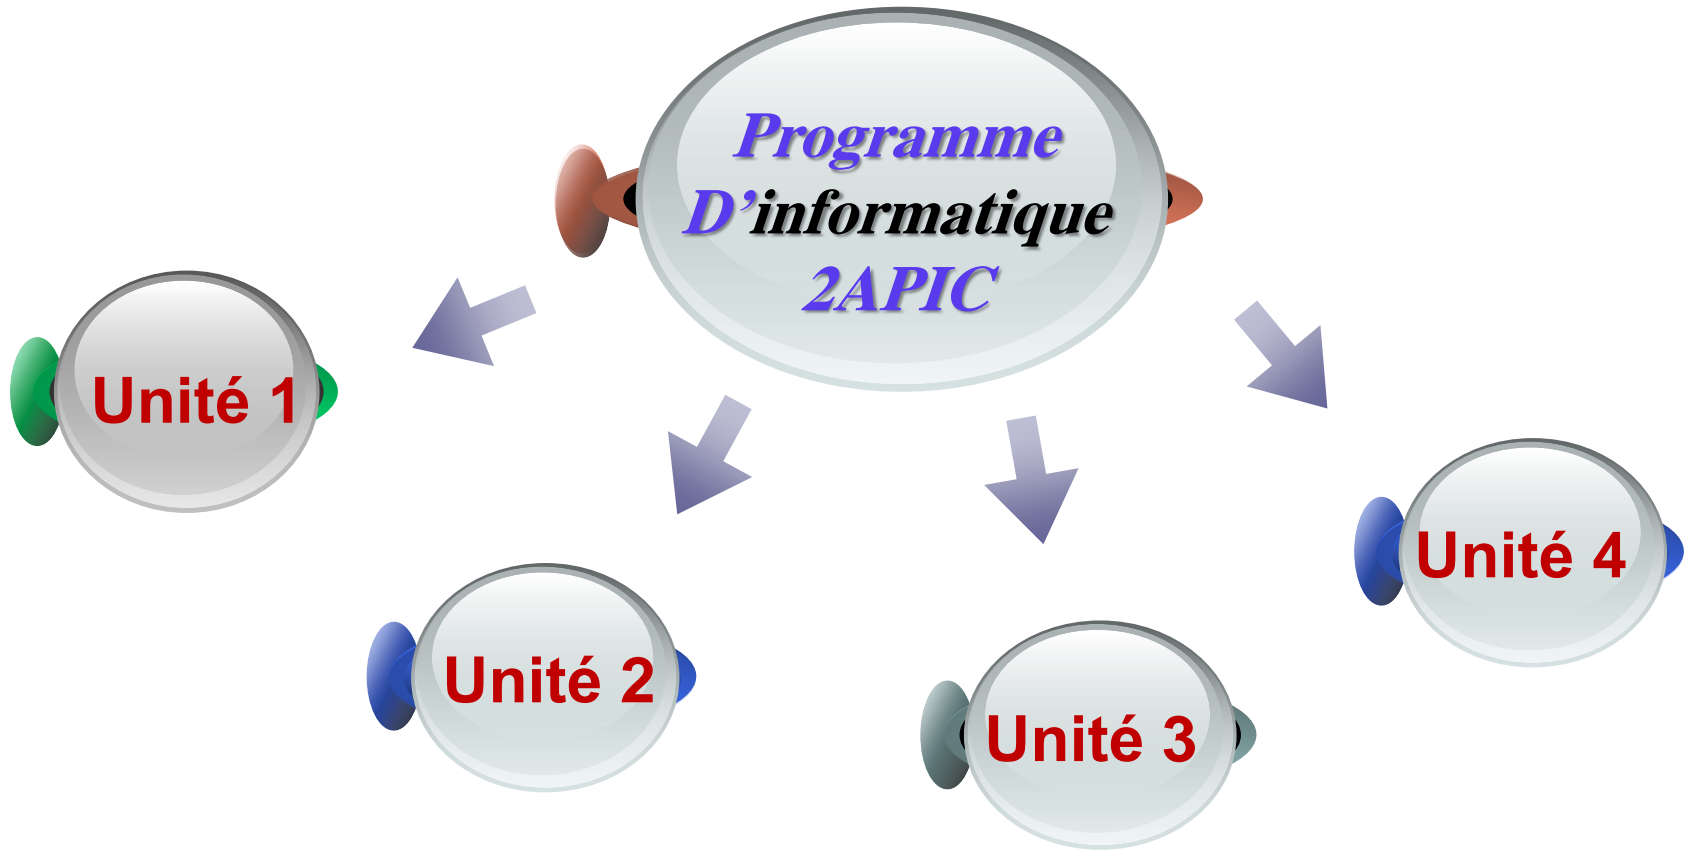 Programme
D’informatique
2APIC
Unité 1
Unité 2
Unité 3
Unité 4